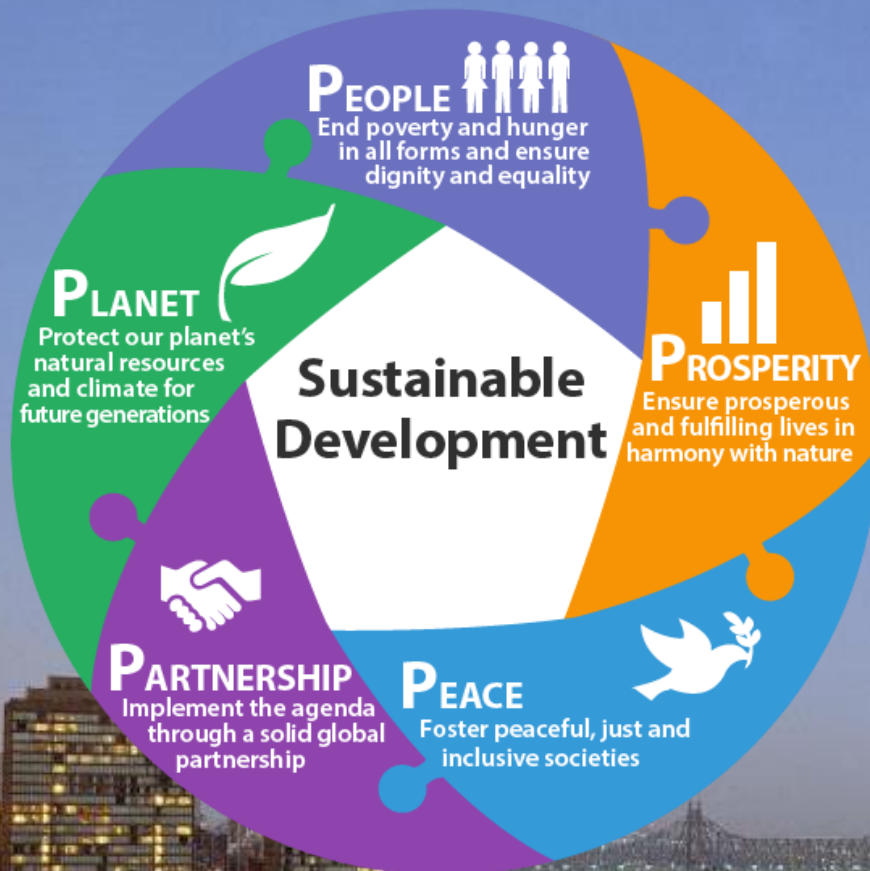 PEOPLE
End poverty and hunger
in all forms and ensure
dignity and equality
PROSPERITY
Ensure prosperous
and fulfilling lives in
harmony with nature
PEACE
Foster peaceful, just and
inclusive societies
PARTNERSHIP
Implement the agenda
through a solid global
partnership
PLANET
Protect our planet’s
natural resources
and climate for
future generations
Sustainable
Development